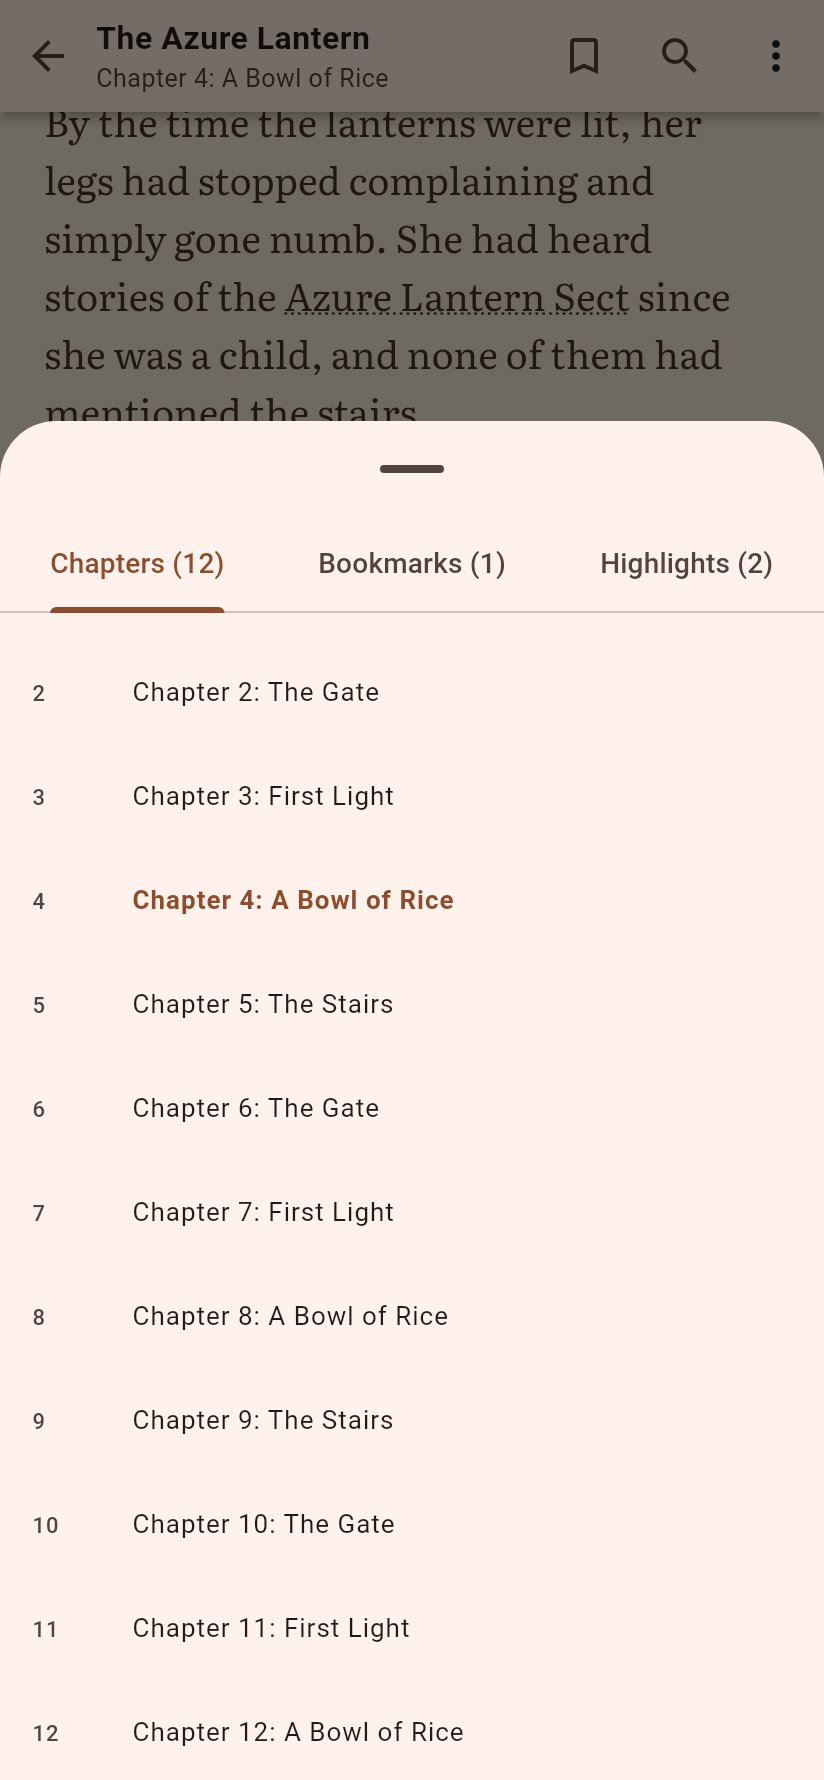 The Azure Lantern
Chapter 4: A Bowl of Rice
By the time the lanterns were lit, her
legs had stopped complaining and
simply gone numb. She had heard
stories of the Azure Lantern Sect since
she was a child, and none of them had
mentioned the stairs
Chapters (12)
Bookmarks (1)
Highlights (2)
2 Chapter 2: The Gate
3 Chapter 3: First Light
4 Chapter 4: A Bowl of Rice
5 Chapter 5: The Stairs
6 Chapter 6: The Gate
7 Chapter 7: First Light
8 Chapter 8: A Bowl of Rice
9 Chapter 9: The Stairs
10 Chapter 10: The Gate
11 Chapter 11: First Light
12 Chapter 12: A Bowl of Rice